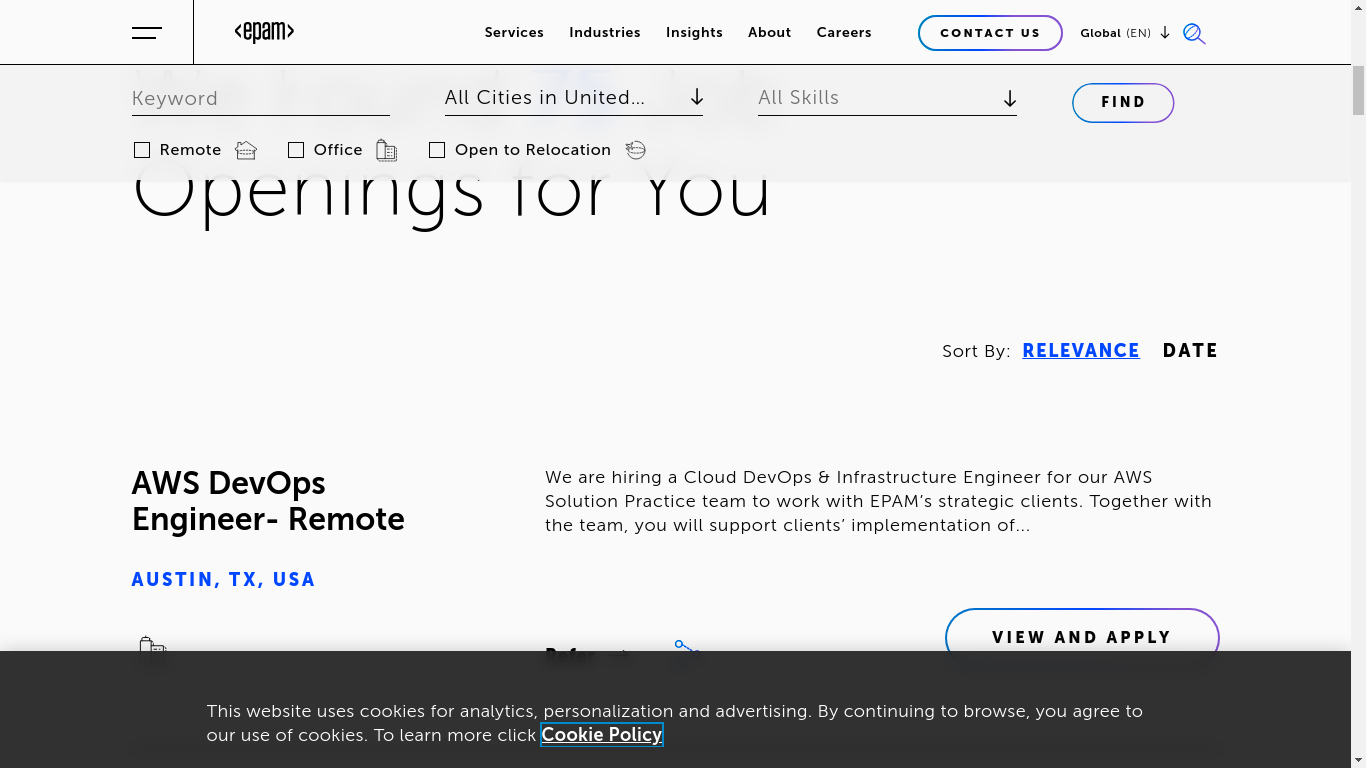 <epam>
Services
Industries
Insights
About
Careers
CONTACT US
Global (EN)
Keyword
All Cities in United...
All Skills
FIND
Remote
Office
Open to Relocation
Openings for You
Sort By: RELEVANCE DATE
AWS DevOps
Engineer- Remote
We are hiring a Cloud DevOps & Infrastructure Engineer for our AWS
Solution Practice team to work with EPAM’s strategic clients. Together with
the team, you will support clients’ implementation of...
AUSTIN, TX, USA
Refer
VIEW AND APPLY
This website uses cookies for analytics, personalization and advertising. By continuing to browse, you agree to
our use of cookies. To learn more click Cookie Policy